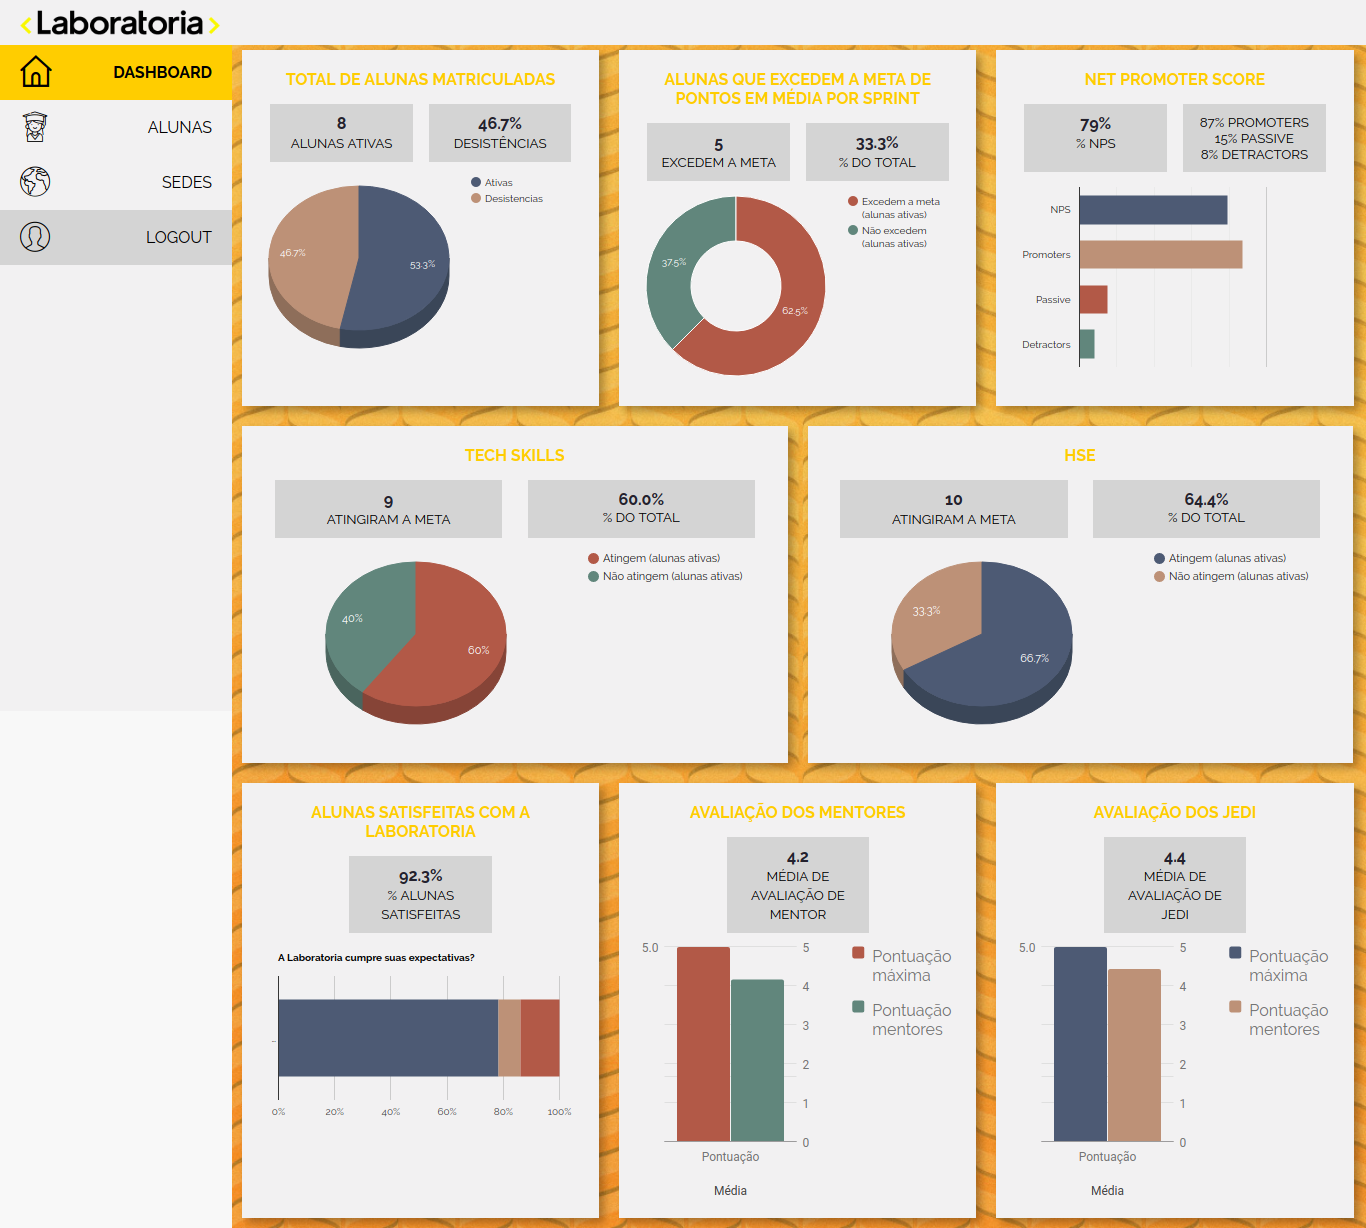 <Laboratoria>
DASHBOARD
ALUNAS
SEDES
LOGOUT
TOTAL DE ALUNAS MATRICULADAS
8
ALUNAS ATIVAS
46.7%
DESISTÊNCIAS
Ativas
Desistencias
46.7%
53.3%
ALUNAS QUE EXCEDEM A META DE
PONTOS EM MÉDIA POR SPRINT
5
EXCEDEM A META
33.3%
% DO TOTAL
Excedem a meta
(alunas ativas)
Não excedem
(alunas ativas)
37.5%
62.5%
NET PROMOTER SCORE
79%
% NPS
87% PROMOTERS
15% PASSIVE
8% DETRACTORS
NPS
Promoters
Passive
Detractors
TECH SKILLS
9
ATINGIRAM A META
60.0%
% DO TOTAL
Atingem (alunas ativas)
Não atingem (alunas ativas)
40%
60%
HSE
10
ATINGIRAM A META
64.4%
% DO TOTAL
Atingem (alunas ativas)
Não atingem (alunas ativas)
33.3%
66.7%
ALUNAS SATISFEITAS COM A
LABORATORIA
92.3%
% ALUNAS
SATISFEITAS
A Laboratoria cumpre suas expectativas?
0% 20% 40% 60% 80% 100%
AVALIAÇÃO DOS MENTORES
4.2
MÉDIA DE
AVALIAÇÃO DE
MENTOR
5.0
5
4
3
2
1
0
Pontuação
máxima
Pontuação
mentores
Pontuação
Média
AVALIAÇÃO DOS JEDI
4.4
MÉDIA DE
AVALIAÇÃO DE
JEDI
5.0
5
4
3
2
1
0
Pontuação
máxima
Pontuação
mentores
Pontuação
Média